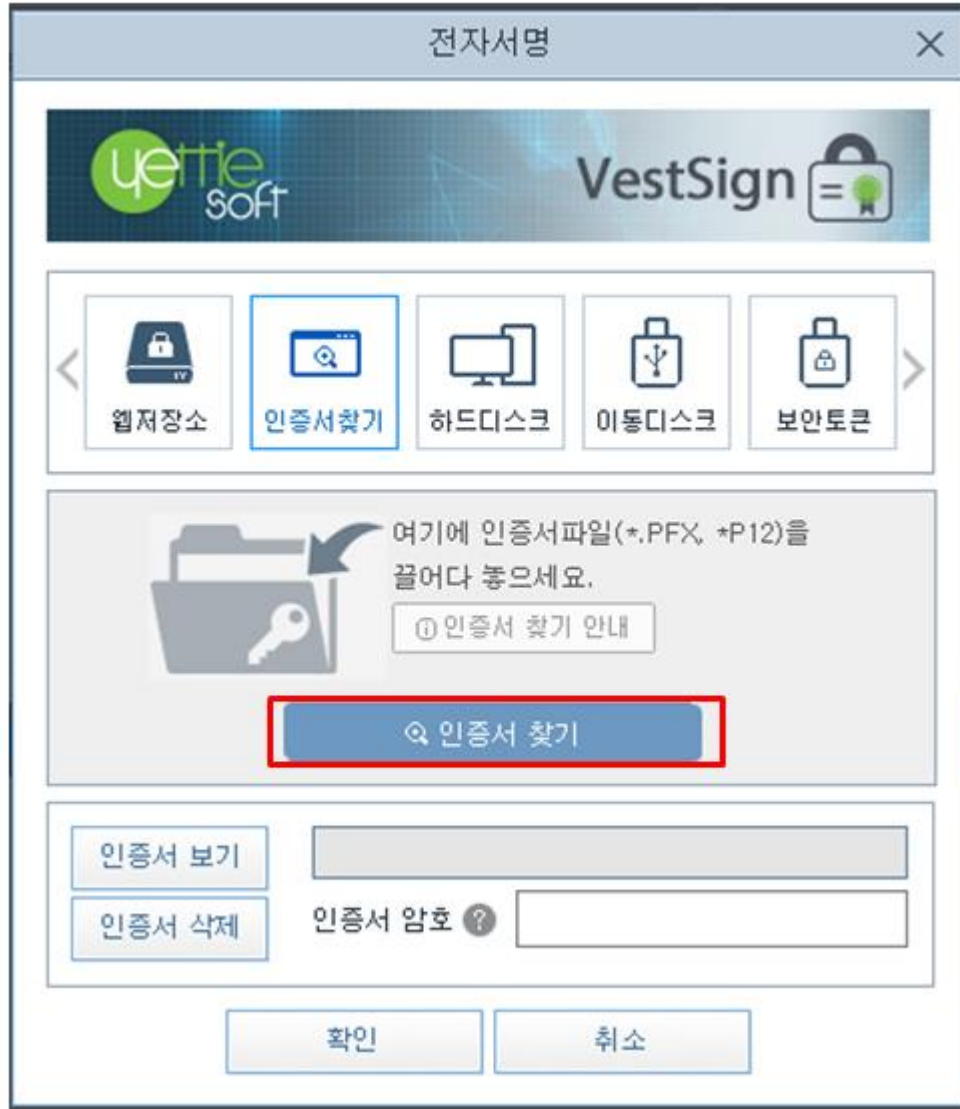 전자서명
yettie
soft
VestSign
웹저장소
인증서찾기
하드디스크
이동디스크
보안토큰
여기에 인증서파일(*.PFX, *P12)을
끌어다 놓으세요.
인증서 찾기 안내
인증서 찾기
인증서 보기
인증서 삭제
인증서 암호 ?
확인
취소